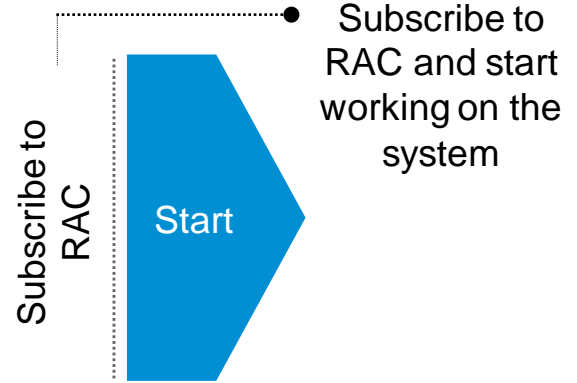 Subscribe to
RAC and start
working on the
system
Subscribe to
RAC
Start